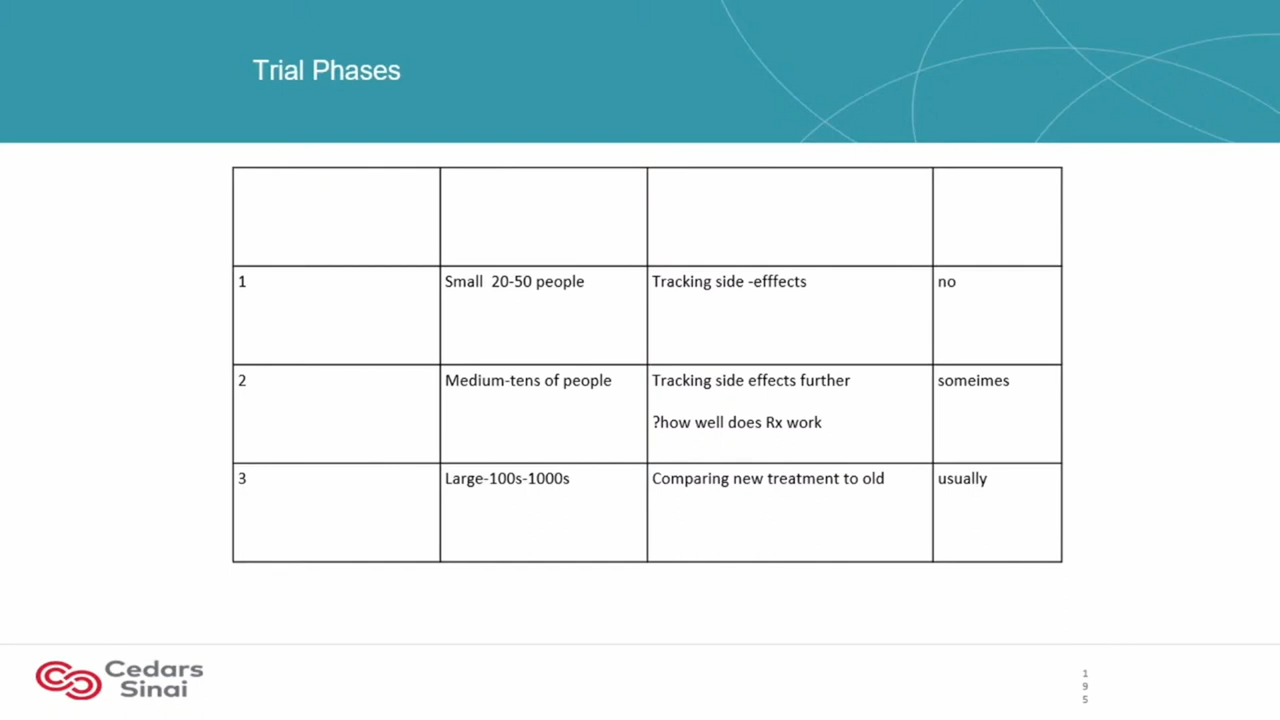 Trial Phases
1
Small  20-50 people
Tracking side -efffects
no
2
Medium-tens of people
Tracking side effects further
?how well does Rx work
someimes
3
Large-100s-1000s
Comparing new treatment to old
usually
Cedars
Sinai
1
9
5